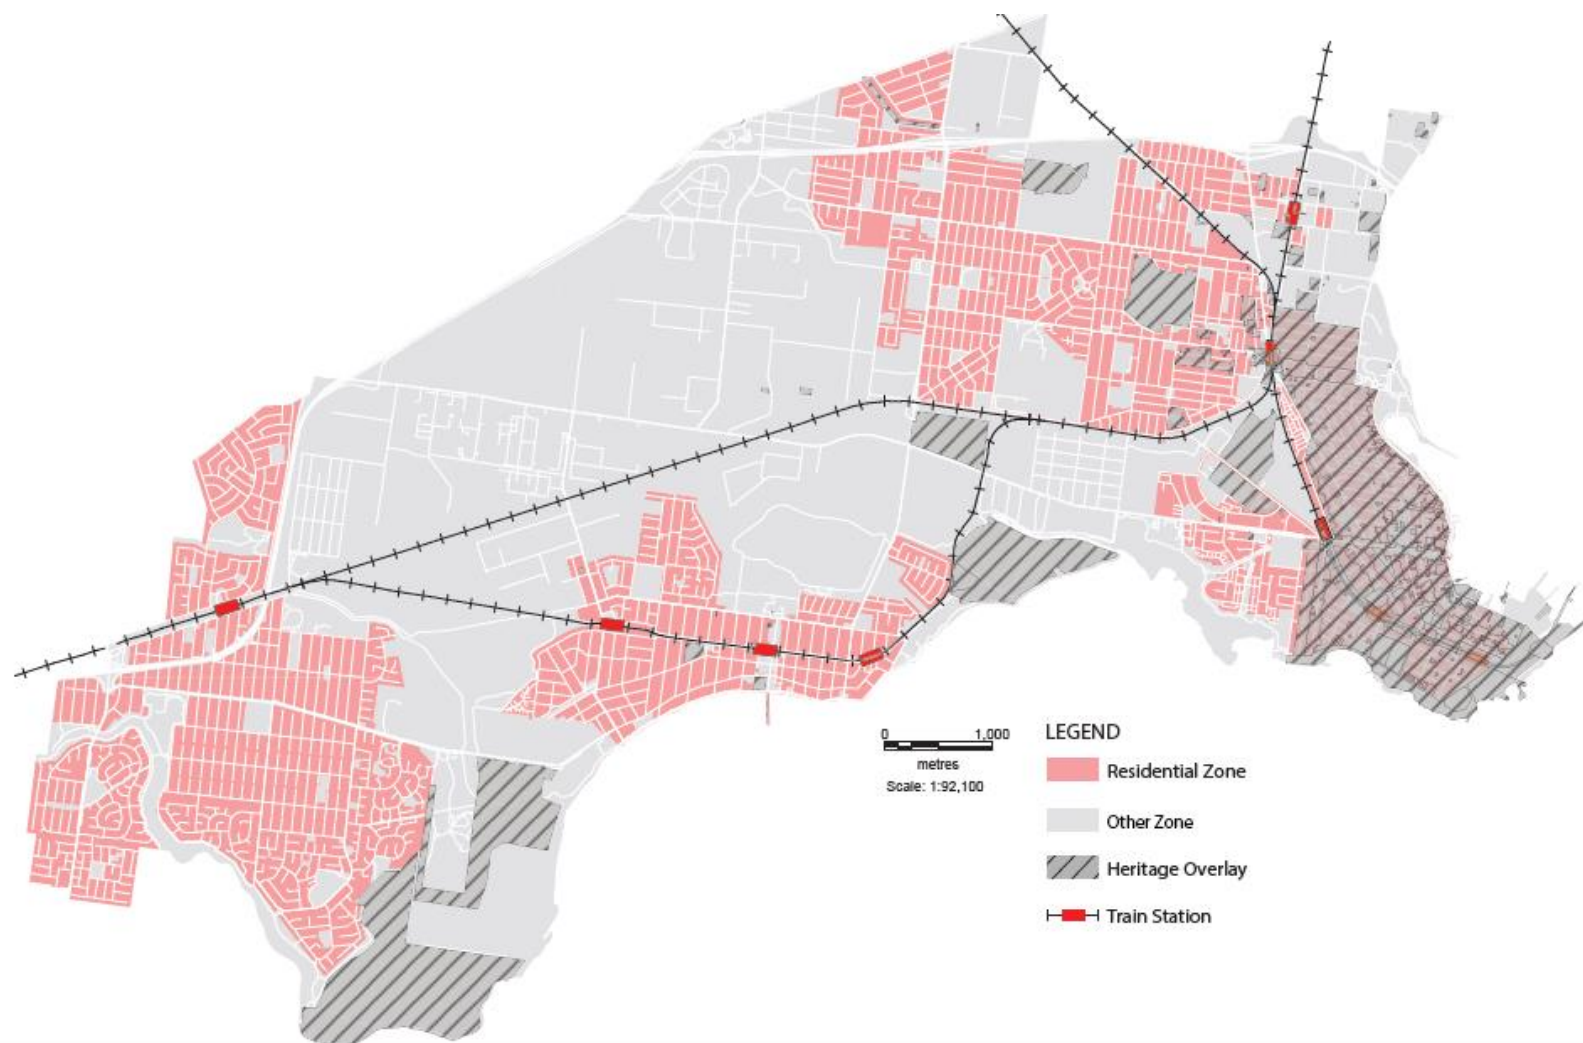 0 1,000
metres
Scale: 1:92,100
LEGEND
Residential Zone
Other Zone
Heritage Overlay
Train Station